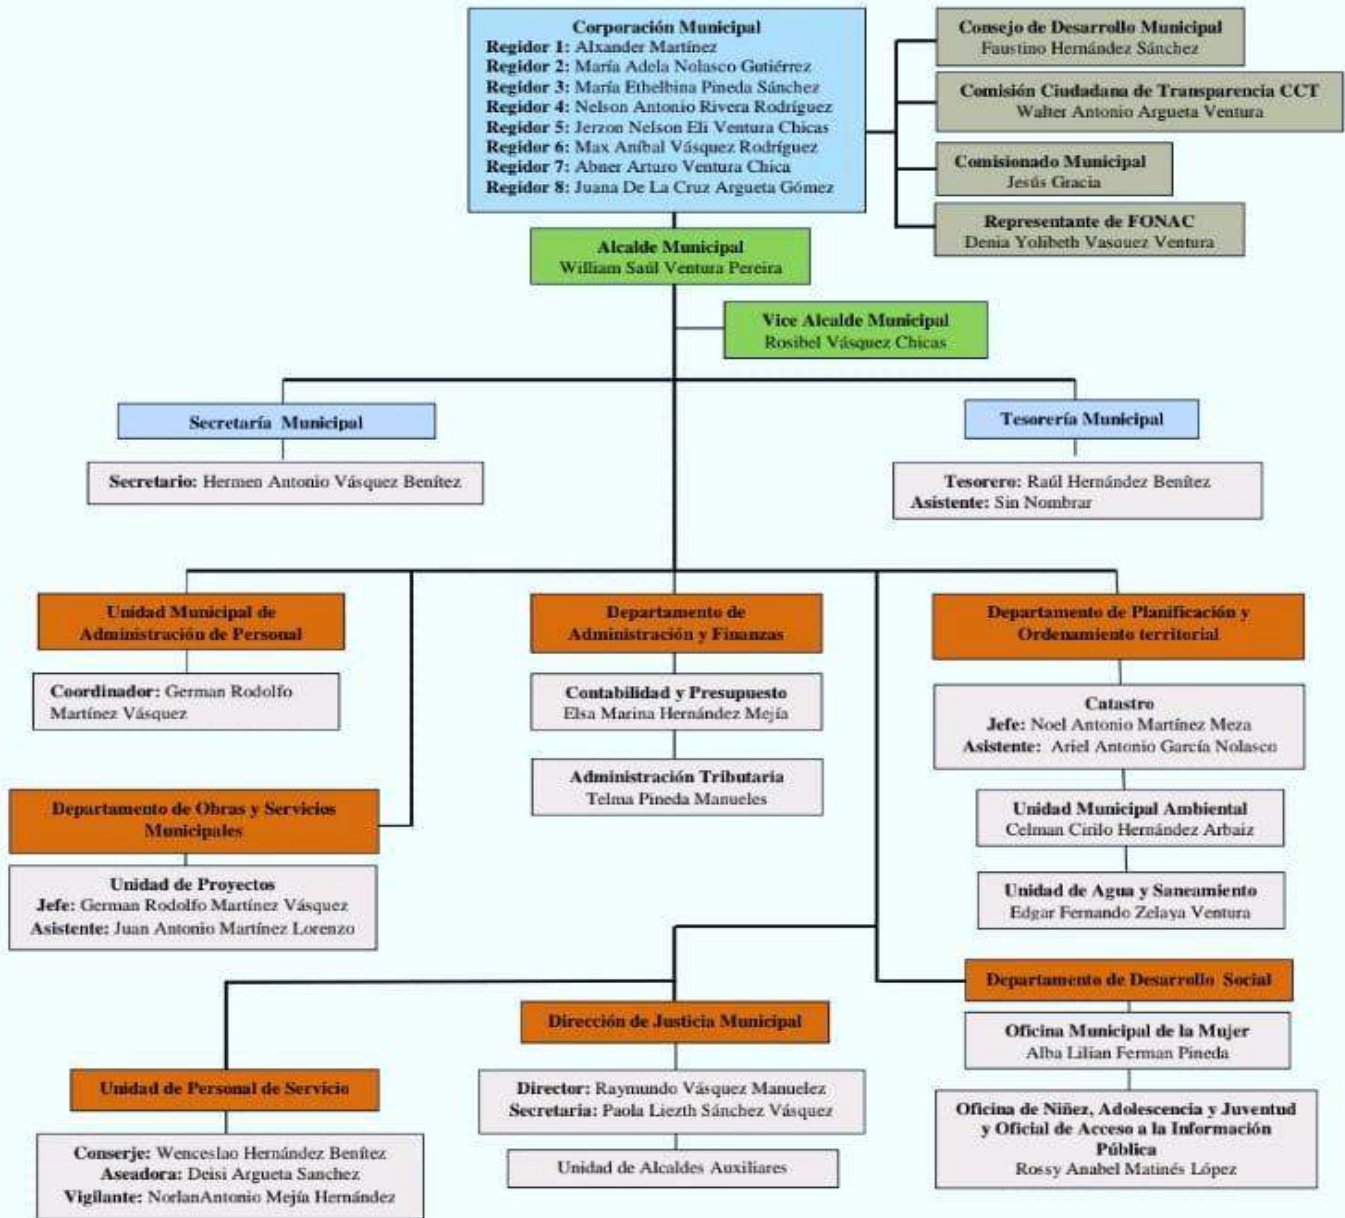 Corporación Municipal
Regidor 1: Alxander Martínez
Regidor 2: María Adela Nolasco Gutiérrez
Regidor 3: María Ethelbina Pineda Sánchez
Regidor 4: Nelson Antonio Rivera Rodríguez
Regidor 5: Jerzon Nelson Eli Ventura Chicas
Regidor 6: Max Aníbal Vásquez Rodríguez
Regidor 7: Abner Arturo Ventura Chica
Regidor 8: Juana De La Cruz Argueta Gómez
Consejo de Desarrollo Municipal
Faustino Hernández Sánchez
Comisión Ciudadana de Transparencia CCT
Walter Antonio Argueta Ventura
Comisionado Municipal
Jesús Gracia
Representante de FONAC
Denia Yolibeth Vasquez Ventura
Alcalde Municipal
William Saúl Ventura Pereira
Vice Alcalde Municipal
Rosibel Vásquez Chicas
Secretaría Municipal
Secretario: Hermen Antonio Vásquez Benítez
Tesorería Municipal
Tesorero: Raúl Hernández Benítez
Asistente: Sin Nombrar
Unidad Municipal de
Administración de Personal
Coordinador: German Rodolfo
Martínez Vásquez
Departamento de
Administración y Finanzas
Contabilidad y Presupuesto
Elsa Marina Hernández Mejía
Administración Tributaria
Telma Pineda Manueles
Departamento de Planificación y
Ordenamiento territorial
Catastro
Jefe: Noel Antonio Martínez Meza
Asistente: Ariel Antonio García Nolasco
Unidad Municipal Ambiental
Celman Cirilo Hernández Arbaiz
Unidad de Agua y Saneamiento
Edgar Fernando Zelaya Ventura
Departamento de Obras y Servicios
Municipales
Unidad de Proyectos
Jefe: German Rodolfo Martínez Vásquez
Asistente: Juan Antonio Martínez Lorenzo
Departamento de Desarrollo Social
Oficina Municipal de la Mujer
Alba Lilian Ferman Pineda
Oficina de Niñez, Adolescencia y Juventud
y Oficial de Acceso a la Información
Pública
Rossy Anabel Matinés López
Dirección de Justicia Municipal
Director: Raymundo Vásquez Manuelez
Secretaria: Paola Liezth Sánchez Vásquez
Unidad de Alcaldes Auxiliares
Unidad de Personal de Servicio
Conserje: Wenceslao Hernández Benítez
Aseadora: Deisi Argueta Sanchez
Vigilante: NorlanAntonio Mejía Hernández